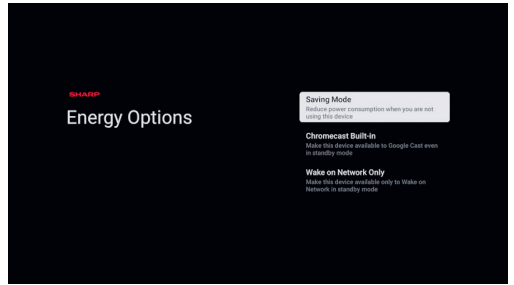 SHARP
Energy Options
Saving Mode
Reduce power consumption when you are not
using this device
Chromecast Built-in
Make this device available to Google Cast even
in standby mode
Wake on Network Only
Make this device available only to Wake on
Network in standby mode